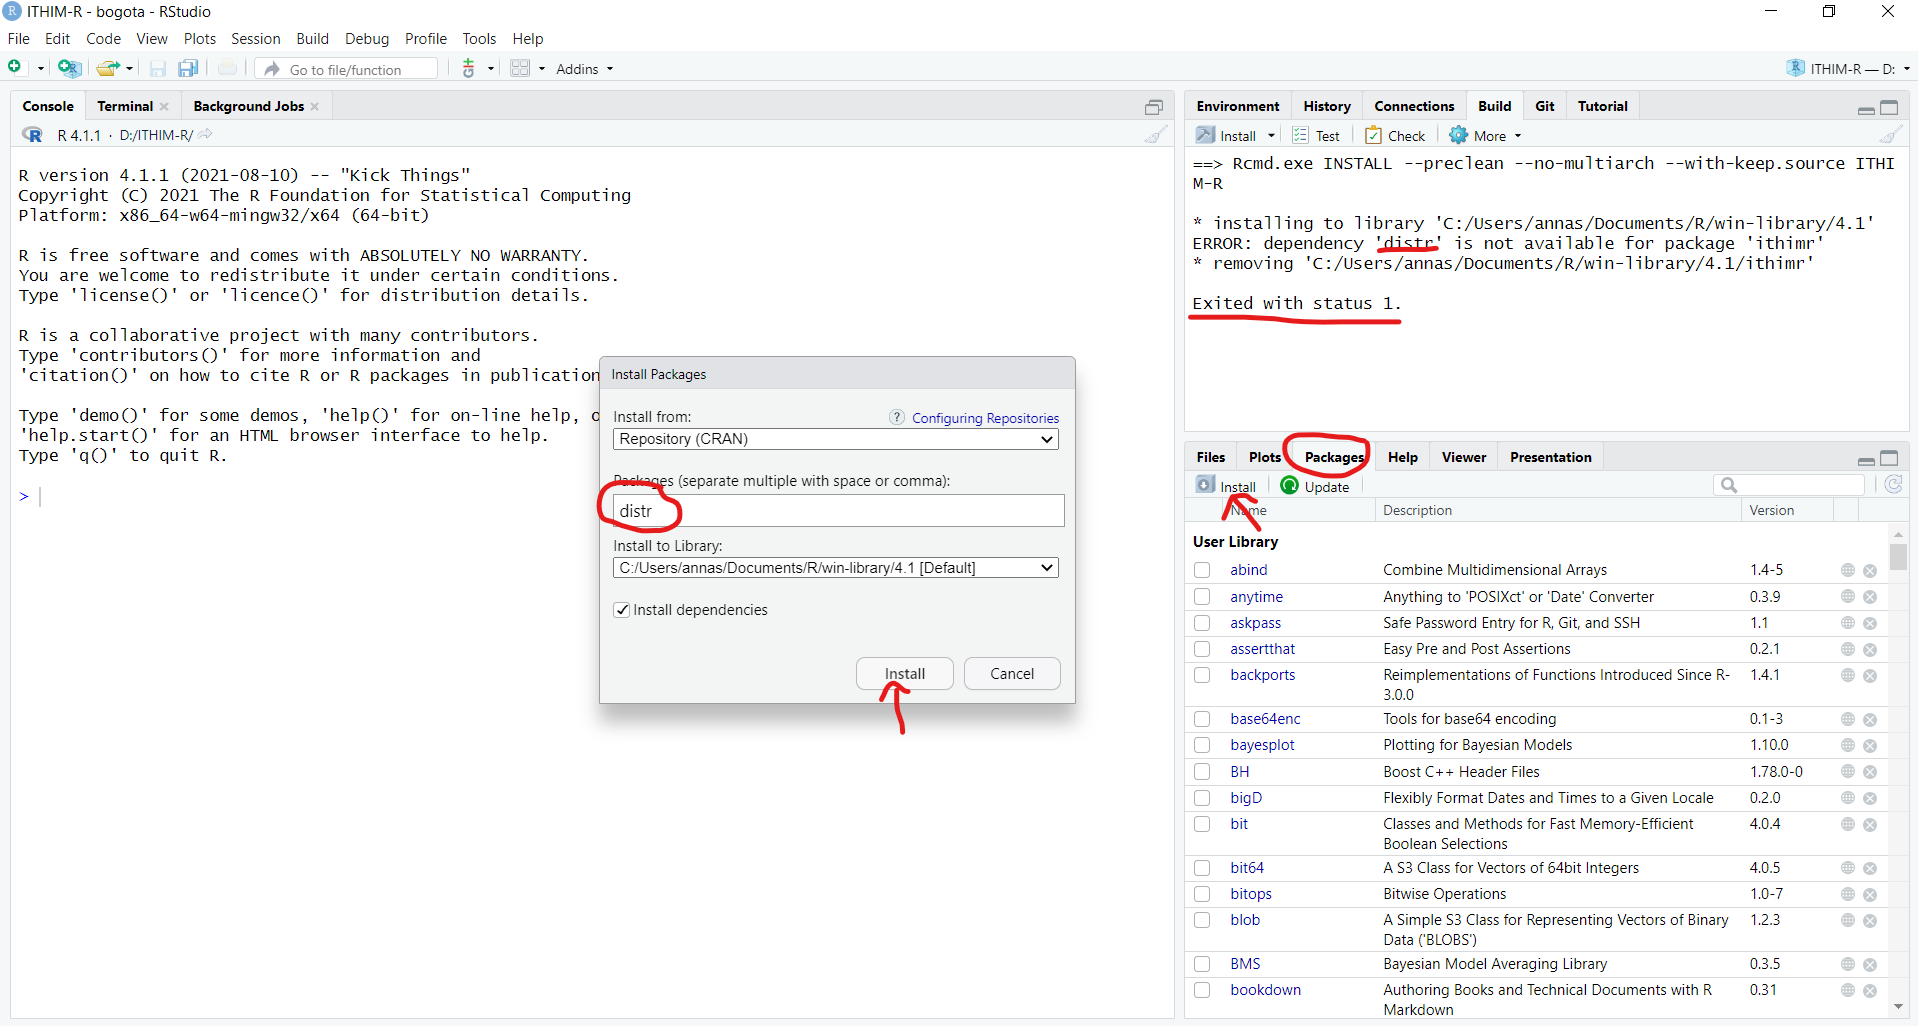 ITHIM-R - bogota - RStudio
File Edit Code View Plots Session Build Debug Profile Tools Help
Go to file/function Addins ITHIM-R — D:
Console Terminal Background Jobs
R 4.1.1 · D:/ITHIM-R/
R version 4.1.1 (2021-08-10) -- "Kick Things"
Copyright (C) 2021 The R Foundation for Statistical Computing
Platform: x86_64-w64-mingw32/x64 (64-bit)
R is free software and comes with ABSOLUTELY NO WARRANTY.
You are welcome to redistribute it under certain conditions.
Type 'license()' or 'licence()' for distribution details.
R is a collaborative project with many contributors.
Type 'contributors()' for more information and
'citation()' on how to cite R or R packages in publication
Type 'demo()' for some demos, 'help()' for on-line help, o
'help.start()' for an HTML browser interface to help.
Type 'q()' to quit R.
>
Install Packages
Install from:
Configuring Repositories
Repository (CRAN)
Packages (separate multiple with space or comma):
distr
Install to Library:
C:/Users/annas/Documents/R/win-library/4.1 [Default]
Install dependencies
Install Cancel
Environment History Connections Build Git Tutorial
Install Test Check More
==> Rcmd.exe INSTALL --preclean --no-multiarch --with-keep.source ITHI
M-R
* installing to library 'C:/Users/annas/Documents/R/win-library/4.1'
ERROR: dependency 'distr' is not available for package 'ithimr'
* removing 'C:/Users/annas/Documents/R/win-library/4.1/ithimr'
Exited with status 1.
Files Plots Packages Help Viewer Presentation
Install Update
Name Description Version
User Library
abind Combine Multidimensional Arrays 1.4-5
anytime Anything to 'POSIXct' or 'Date' Converter 0.3.9
askpass Safe Password Entry for R, Git, and SSH 1.1
assertthat Easy Pre and Post Assertions 0.2.1
backports Reimplementations of Functions Introduced Since R- 1.4.1
3.0.0
base64enc Tools for base64 encoding 0.1-3
bayesplot Plotting for Bayesian Models 1.10.0
BH Boost C++ Header Files 1.78.0-0
bigD Flexibly Format Dates and Times to a Given Locale 0.2.0
bit Classes and Methods for Fast Memory-Efficient 4.0.4
Boolean Selections
bit64 A S3 Class for Vectors of 64bit Integers 4.0.5
bitops Bitwise Operations 1.0-7
blob A Simple S3 Class for Representing Vectors of Binary 1.2.3
Data ('BLOBS')
BMS Bayesian Model Averaging Library 0.3.5
bookdown Authoring Books and Technical Documents with R 0.31
Markdown